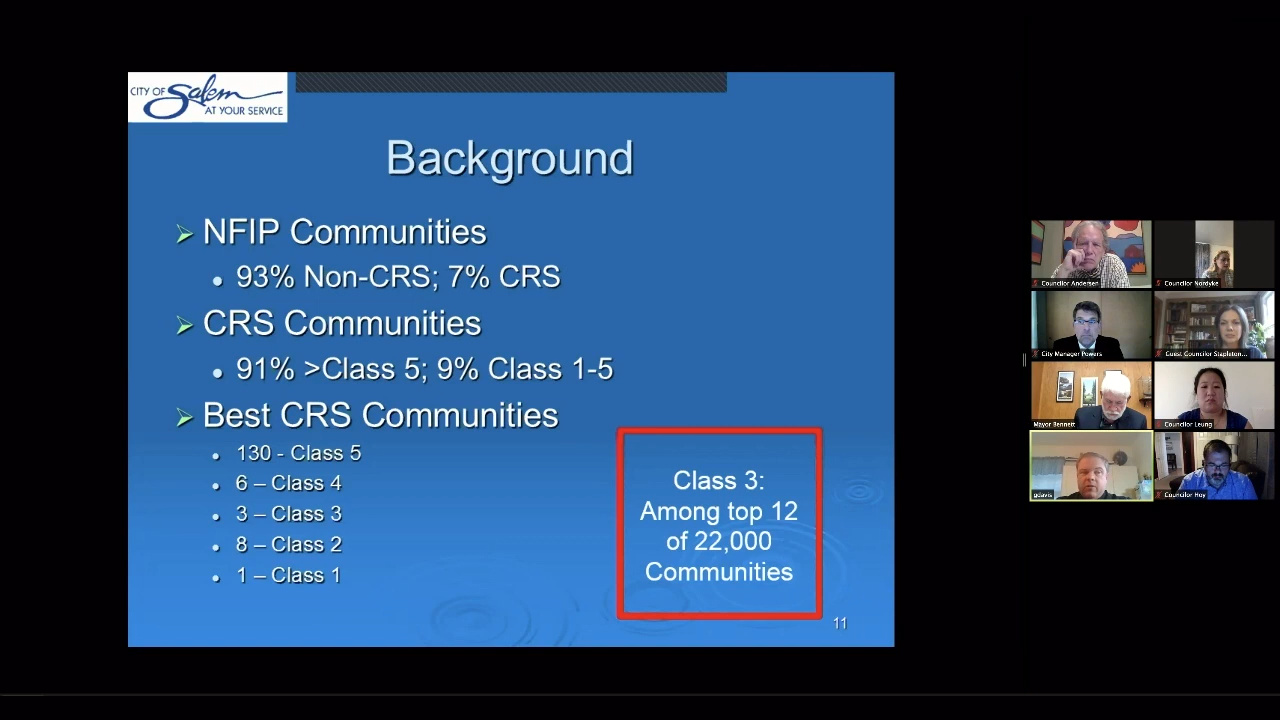 CITY OF Salem
AT YOUR SERVICE
Background
NFIP Communities
93% Non-CRS; 7% CRS
CRS Communities
91% >Class 5; 9% Class 1-5
Best CRS Communities
130 - Class 5
6 – Class 4
3 – Class 3
8 – Class 2
1 – Class 1
Class 3:
Among top 12
of 22,000
Communities
11
Councilor Andersen
Councilor Nordyke
City Manager Powers
Guest Councilor Stapleton...
Mayor Bennett
Councilor Leung
gdavis
Councilor Hoy